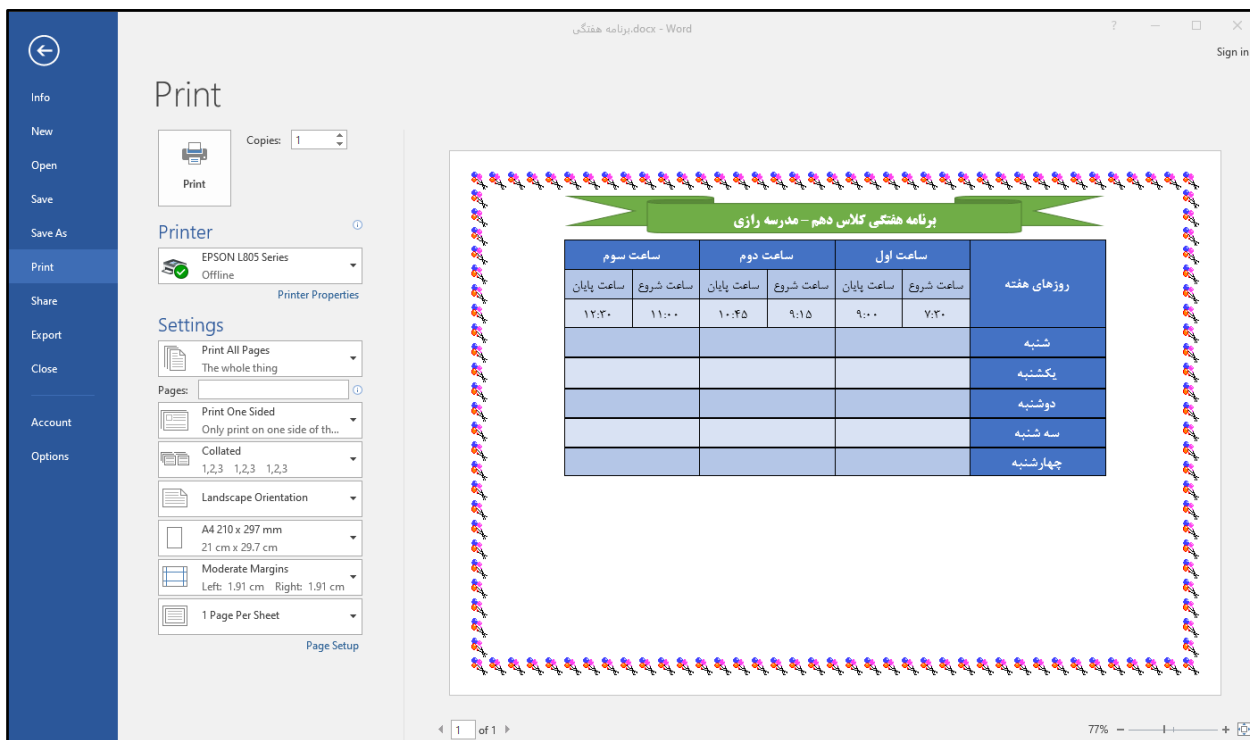 برنامه هفتگی.docx - Word
?
Sign in
Info
New
Open
Save
Save As
Print
Share
Export
Close
Account
Options
Print
Print
Copies: 1
Printer
EPSON L805 Series
Offline
Printer Properties
Settings
Print All Pages
The whole thing
Pages:
Print One Sided
Only print on one side of th...
Collated
1,2,3 1,2,3 1,2,3
Landscape Orientation
A4 210 x 297 mm
21 cm x 29.7 cm
Moderate Margins
Left: 1.91 cm Right: 1.91 cm
1 Page Per Sheet
Page Setup
برنامه هفتگی کلاس دهم – مدرسه رازی
روزهای هفته ساعت اول ساعت دوم ساعت سوم
ساعت شروع ساعت پایان ساعت شروع ساعت پایان ساعت شروع ساعت پایان
۷:۳۰ ۹:۰۰ ۹:۱۵ ۱۰:۴۵ ۱۱:۰۰ ۱۲:۳۰
شنبه
یکشنبه
دوشنبه
سه شنبه
چهارشنبه
1 of 1
77%